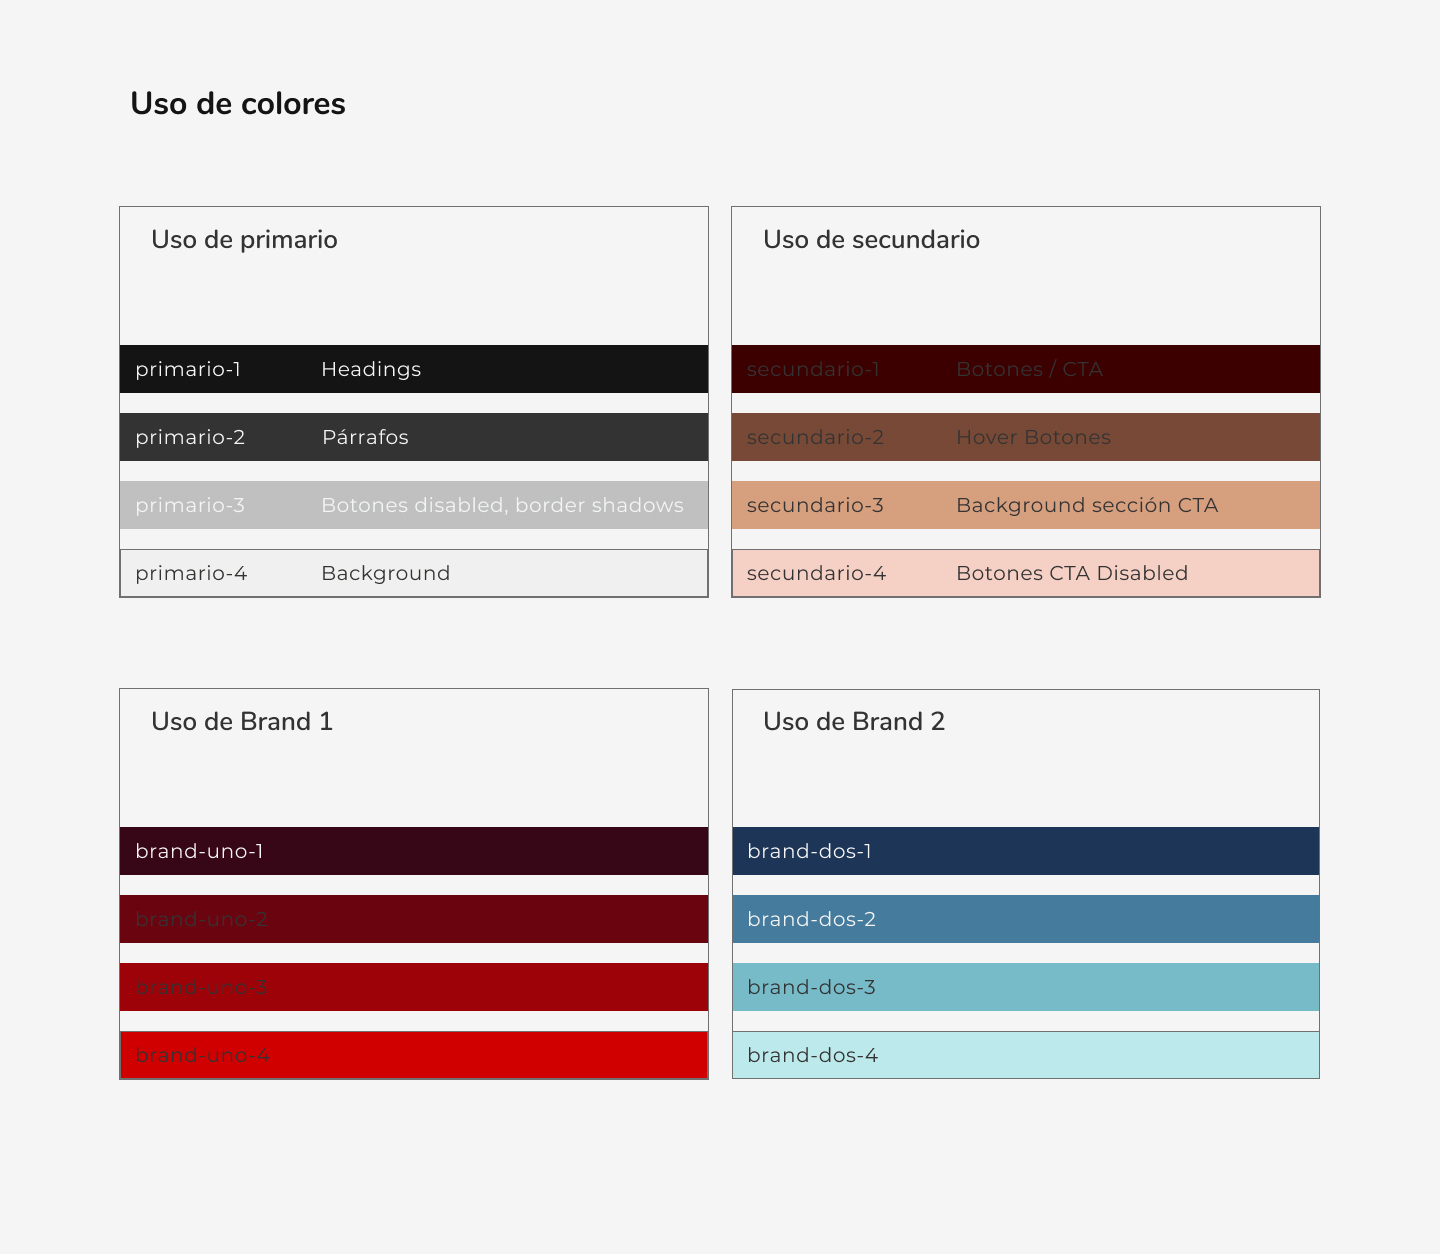 Uso de colores
Uso de primario
primario-1 Headings
primario-2 Párrafos
primario-3 Botones disabled, border shadows
primario-4 Background
Uso de secundario
secundario-1 Botones / CTA
secundario-2 Hover Botones
secundario-3 Background sección CTA
secundario-4 Botones CTA Disabled
Uso de Brand 1
brand-uno-1
brand-uno-2
brand-uno-3
brand-uno-4
Uso de Brand 2
brand-dos-1
brand-dos-2
brand-dos-3
brand-dos-4